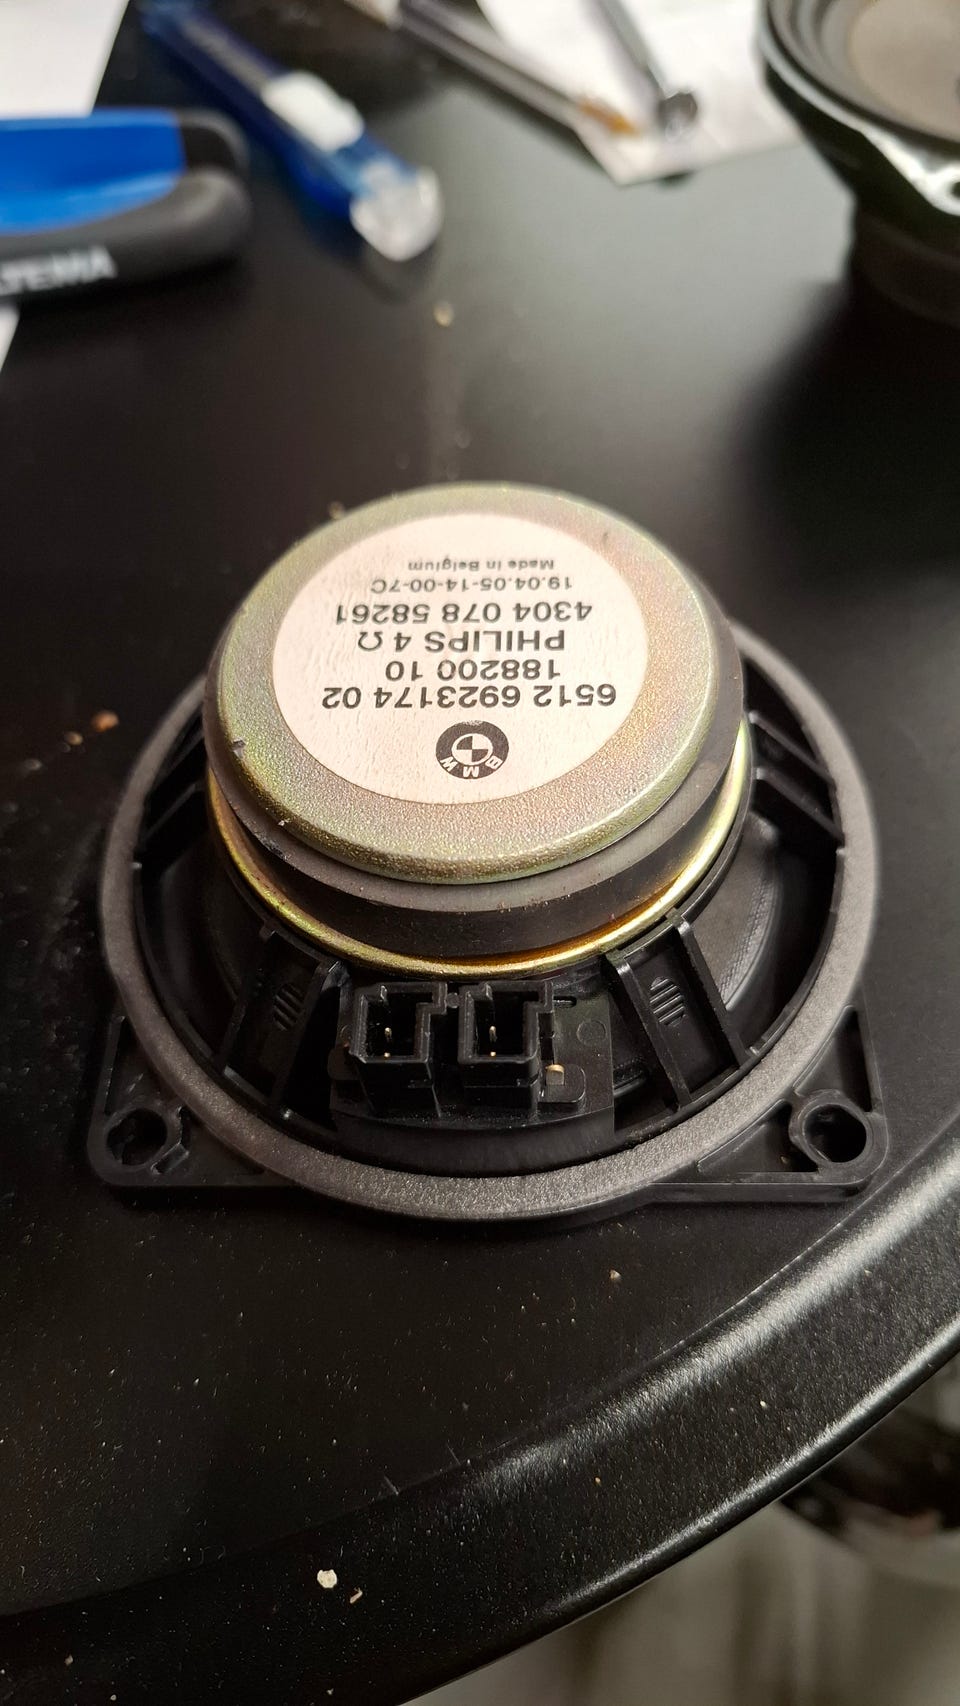 BMW
6512 6923174 02
188200 10
PHILIPS 4 Ω
4304 078 58261
19.04.05-14-00-7C
Made in Belgium